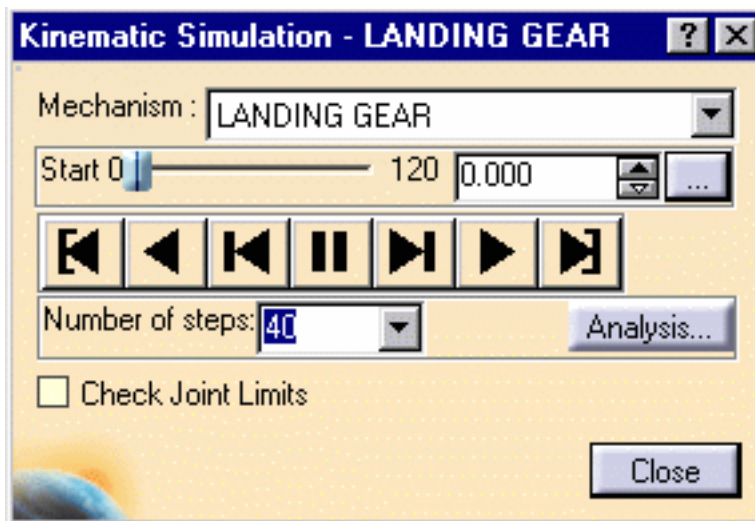 Kinematic Simulation - LANDING GEAR ? X
Mechanism : LANDING GEAR
Start 0 120 0.000 ...
Number of steps: 40 Analysis...
Check Joint Limits
Close